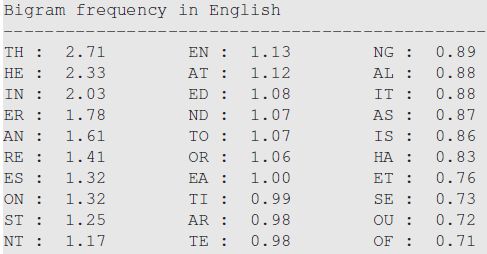 Bigram frequency in English
------------------------------------------------
TH :  2.71        EN :  1.13        NG :  0.89
HE :  2.33        AT :  1.12        AL :  0.88
IN :  2.03        ED :  1.08        IT :  0.88
ER :  1.78        ND :  1.07        AS :  0.87
AN :  1.61        TO :  1.07        IS :  0.86
RE :  1.41        OR :  1.06        HA :  0.83
ES :  1.32        EA :  1.00        ET :  0.76
ON :  1.32        TI :  0.99        SE :  0.73
ST :  1.25        AR :  0.98        OU :  0.72
NT :  1.17        TE :  0.98        OF :  0.71